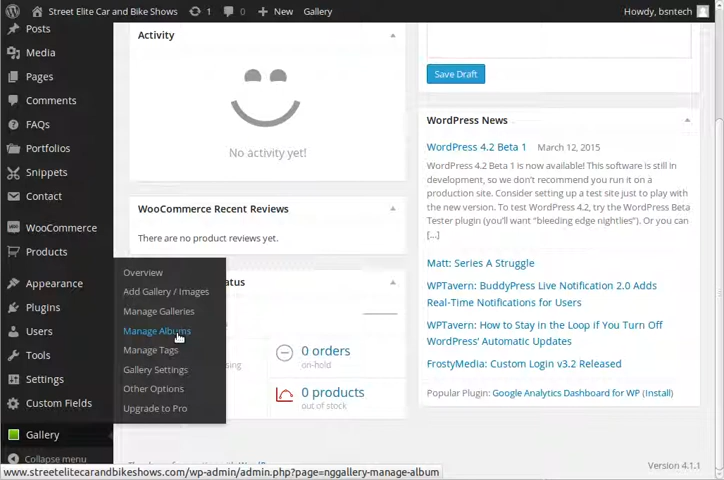 Street Elite Car and Bike Shows 1 0 New Gallery Howdy, bsntech
Posts
Media
Pages
Comments
FAQs
Portfolios
Snippets
Contact
WooCommerce
Products
Appearance
Plugins
Users
Tools
Settings
Custom Fields
Gallery
Collapse menu
Overview
Add Gallery / Images
Manage Galleries
Manage Albums
Manage Tags
Gallery Settings
Other Options
Upgrade to Pro
Activity
No activity yet!
WooCommerce Recent Reviews
There are no product reviews yet.
0 orders
on-hold
0 products
out of stock
Save Draft
WordPress News
WordPress 4.2 Beta 1 March 12, 2015
WordPress 4.2 Beta 1 is now available! This software is still in
development, so we don't recommend you run it on a
production site. Consider setting up a test site just to play with
the new version. To test WordPress 4.2, try the WordPress Beta
Tester plugin (you'll want "bleeding edge nightlies"). Or you can
[...]
Matt: Series A Struggle
WPTavern: BuddyPress Live Notification 2.0 Adds
Real-Time Notifications for Users
WPTavern: How to Stay in the Loop if You Turn Off
WordPress' Automatic Updates
FrostyMedia: Custom Login v3.2 Released
Popular Plugin: Google Analytics Dashboard for WP (Install)
Version 4.1.1
www.streetelitecarandbikeshows.com/wp-admin/admin.php?page=nggallery-manage-album